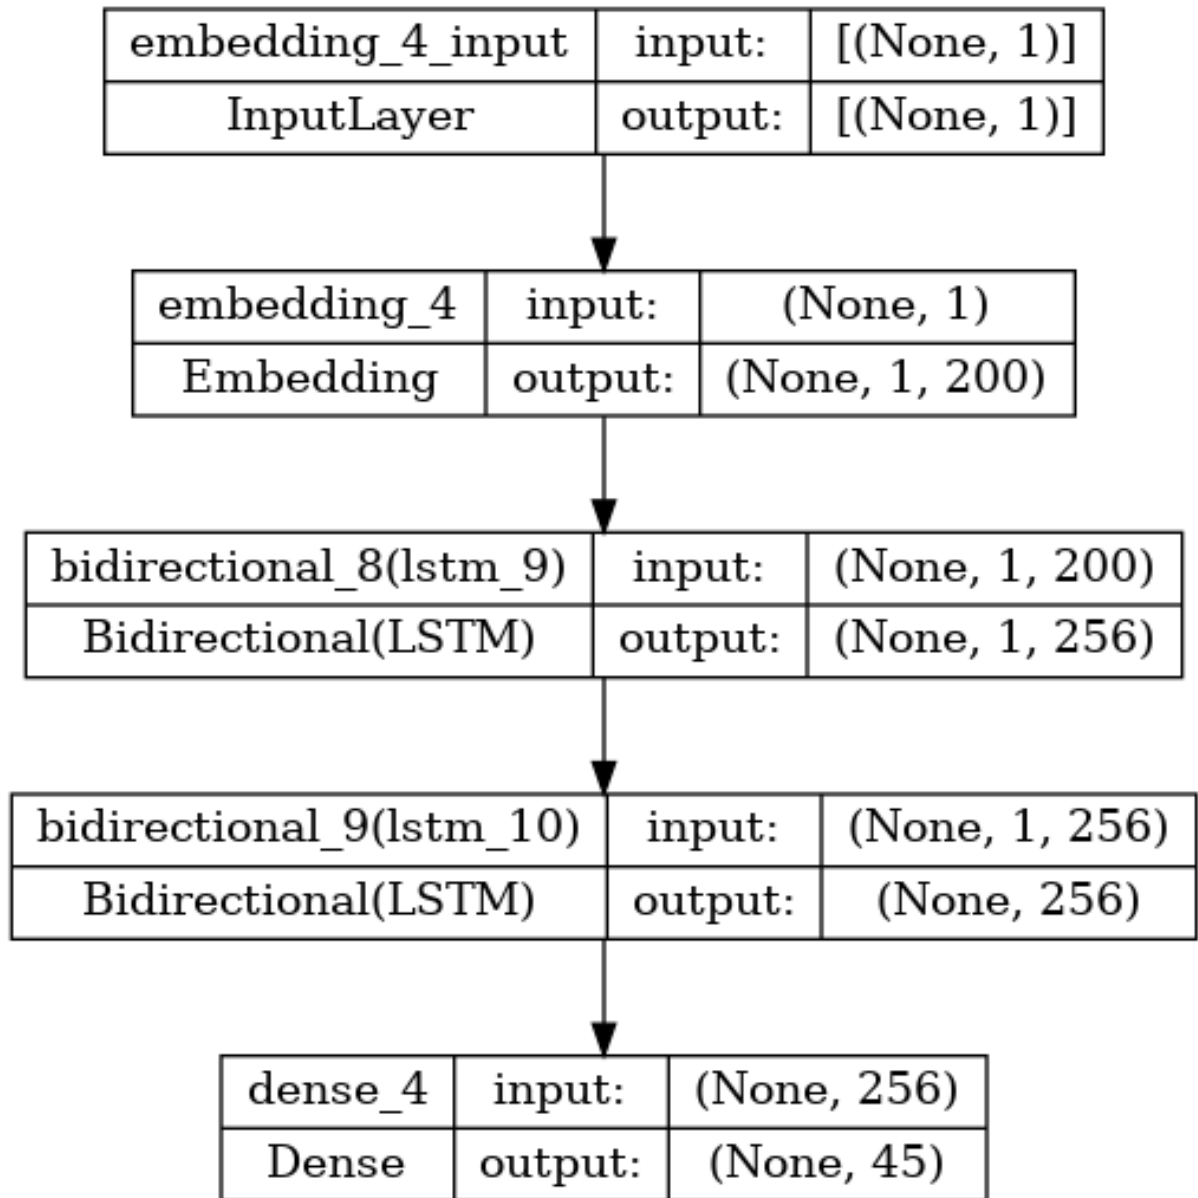 embedding_4_input input: [(None, 1)]
InputLayer output: [(None, 1)]
embedding_4 input: (None, 1)
Embedding output: (None, 1, 200)
bidirectional_8(lstm_9) input: (None, 1, 200)
Bidirectional(LSTM) output: (None, 1, 256)
bidirectional_9(lstm_10) input: (None, 1, 256)
Bidirectional(LSTM) output: (None, 256)
dense_4 input: (None, 256)
Dense output: (None, 45)